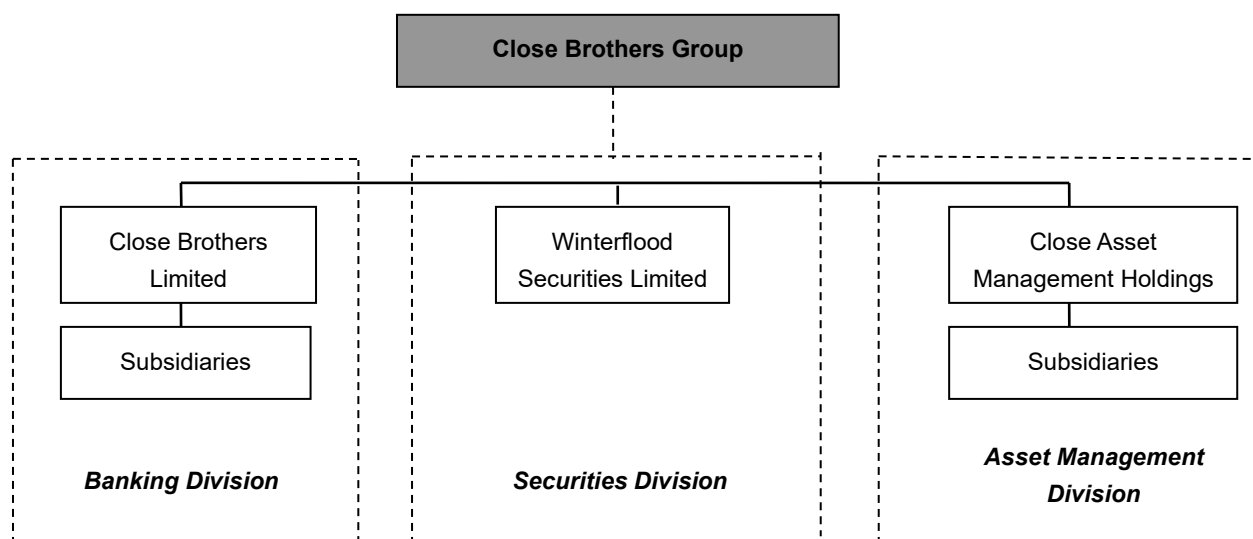 Close Brothers Group
Close Brothers
Limited
Winterflood
Securities Limited
Close Asset
Management Holdings
Subsidiaries
Subsidiaries
Banking Division
Securities Division
Asset Management
Division